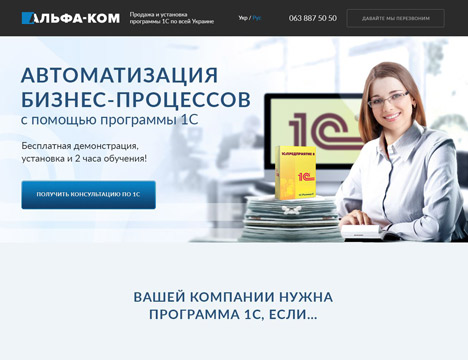 АЛЬФА-КОМ
Продажа и установка
программы 1С по всей Украине
Укр / Рус
063 887 50 50
ДАВАЙТЕ МЫ ПЕРЕЗВОНИМ
АВТОМАТИЗАЦИЯ
БИЗНЕС-ПРОЦЕССОВ
с помощью программы 1С
Бесплатная демонстрация,
установка и 2 часа обучения!
ПОЛУЧИТЬ КОНСУЛЬТАЦИЮ ПО 1С
1С
1С:ПРЕДПРИЯТИЕ 8
1С
ВАШЕЙ КОМПАНИИ НУЖНА
ПРОГРАММА 1С, ЕСЛИ...